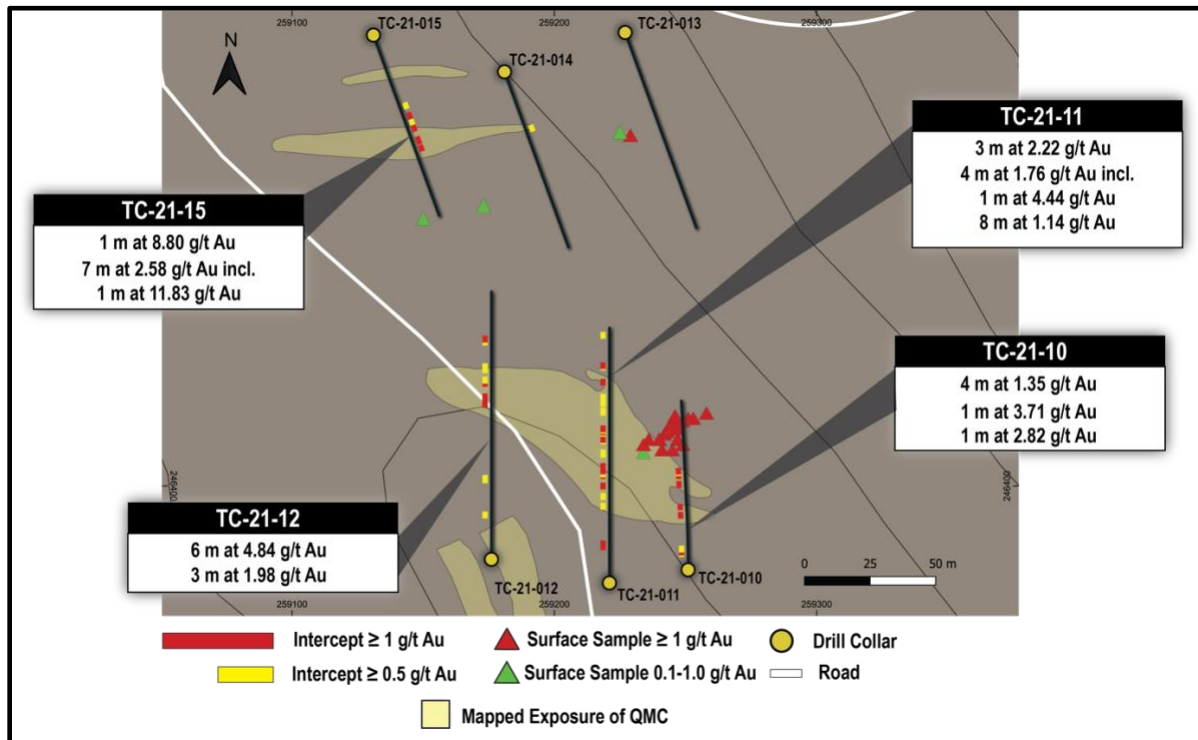 259100
259200
259300
N
TC-21-015
TC-21-014
TC-21-013
TC-21-11
3 m at 2.22 g/t Au
4 m at 1.76 g/t Au incl.
1 m at 4.44 g/t Au
8 m at 1.14 g/t Au
TC-21-15
1 m at 8.80 g/t Au
7 m at 2.58 g/t Au incl.
1 m at 11.83 g/t Au
TC-21-10
4 m at 1.35 g/t Au
1 m at 3.71 g/t Au
1 m at 2.82 g/t Au
246400
246400
TC-21-12
6 m at 4.84 g/t Au
3 m at 1.98 g/t Au
TC-21-012
TC-21-011
TC-21-010
0 25 50 m
259100
259200
259300
Intercept ≥ 1 g/t Au
Surface Sample ≥ 1 g/t Au
Drill Collar
Intercept ≥ 0.5 g/t Au
Surface Sample 0.1-1.0 g/t Au
Road
Mapped Exposure of QMC